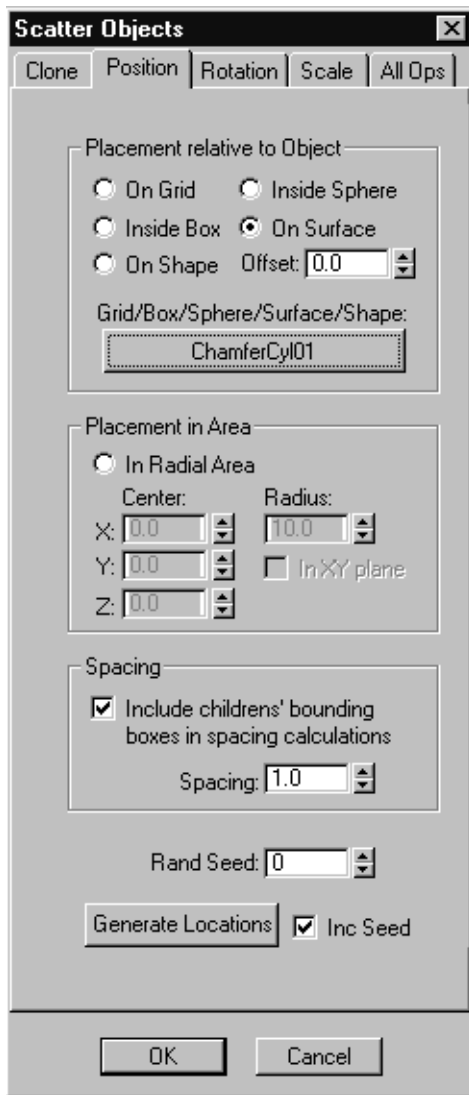 Scatter Objects
Clone Position Rotation Scale All Ops
Placement relative to Object
On Grid Inside Sphere
Inside Box On Surface
On Shape Offset: 0.0
Grid/Box/Sphere/Surface/Shape:
ChamferCyl01
Placement in Area
In Radial Area
Center: Radius:
X: 0.0 10.0
Y: 0.0 In XY plane
Z: 0.0
Spacing
Include childrens' bounding
boxes in spacing calculations
Spacing: 1.0
Rand Seed: 0
Generate Locations Inc Seed
OK Cancel